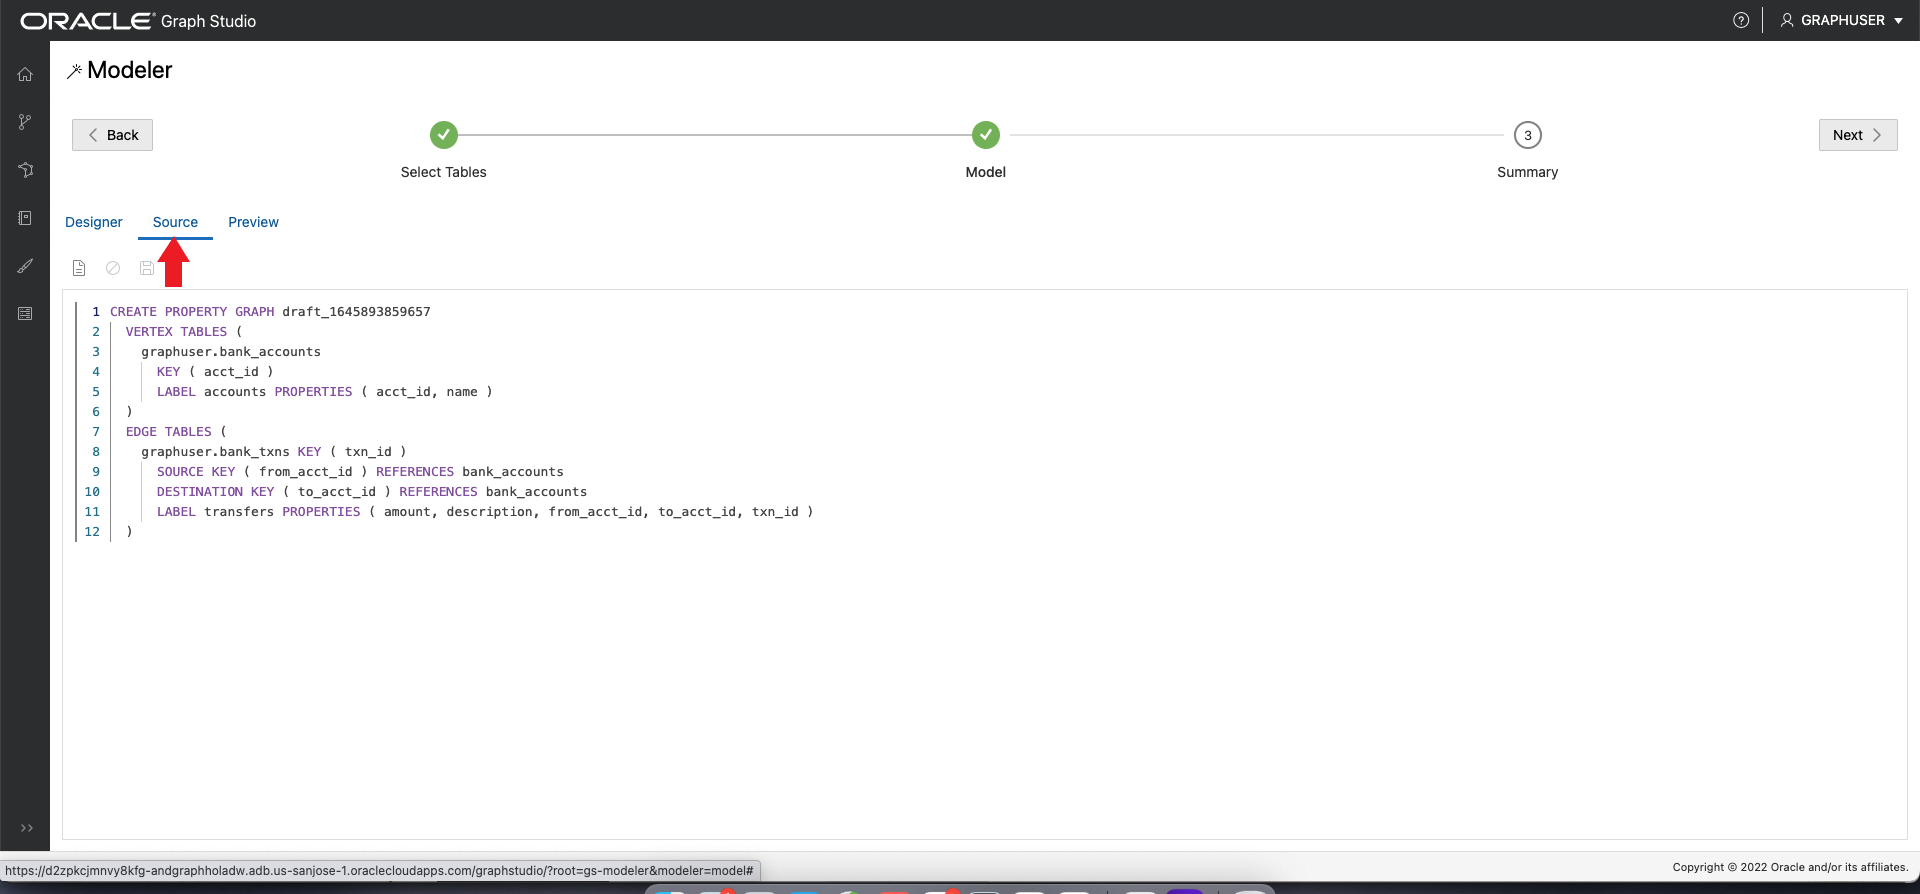 ORACLE® Graph Studio
? GRAPHUSER
Modeler
Back
Next
3
Select Tables
Model
Summary
Designer Source Preview
1 CREATE PROPERTY GRAPH draft_1645893859657
2 VERTEX TABLES (
3 graphuser.bank_accounts
4 KEY ( acct_id )
5 LABEL accounts PROPERTIES ( acct_id, name )
6 )
7 EDGE TABLES (
8 graphuser.bank_txns KEY ( txn_id )
9 SOURCE KEY ( from_acct_id ) REFERENCES bank_accounts
10 DESTINATION KEY ( to_acct_id ) REFERENCES bank_accounts
11 LABEL transfers PROPERTIES ( amount, description, from_acct_id, to_acct_id, txn_id )
12 )
https://d2zpkcjmnvy8kfg-andgraphholadw.adb.us-sanjose-1.oraclecloudapps.com/graphstudio/?root=gs-modeler&modeler=model#
Copyright © 2022 Oracle and/or its affiliates.